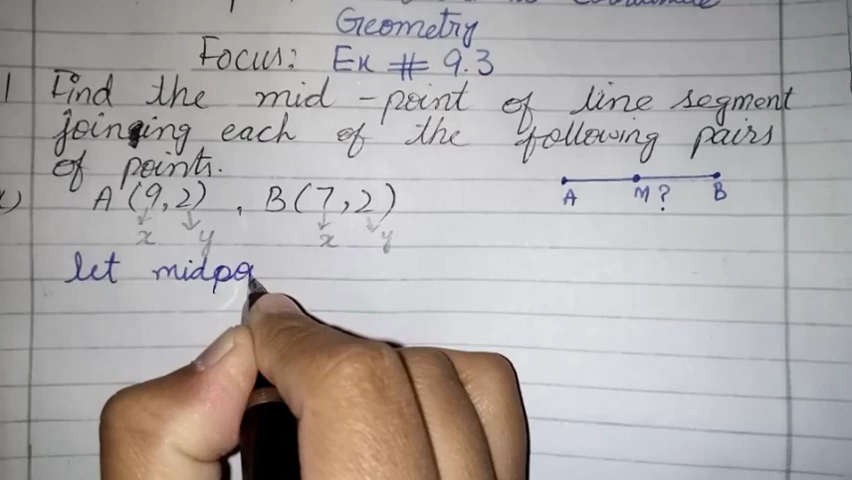 Coordinate
Geometry
Focus: Ex # 9.3
1 Find the mid-point of line segment
joining each of the following pairs
of points.
A (9,2) , B (7,2)
x y x y
A M? B
let midpo